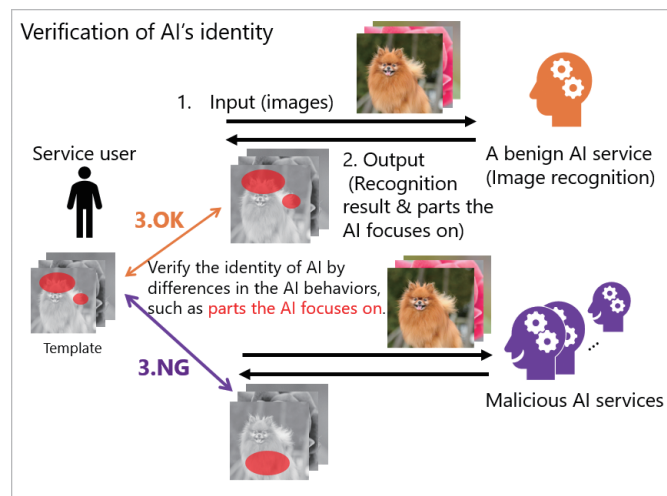 Verification of AI's identity
1. Input (images)
Service user
2. Output
(Recognition
result & parts the
AI focuses on)
A benign AI service
(Image recognition)
3.OK
Verify the identity of AI by
differences in the AI behaviors,
such as parts the AI focuses on.
Template
3.NG
...
Malicious AI services